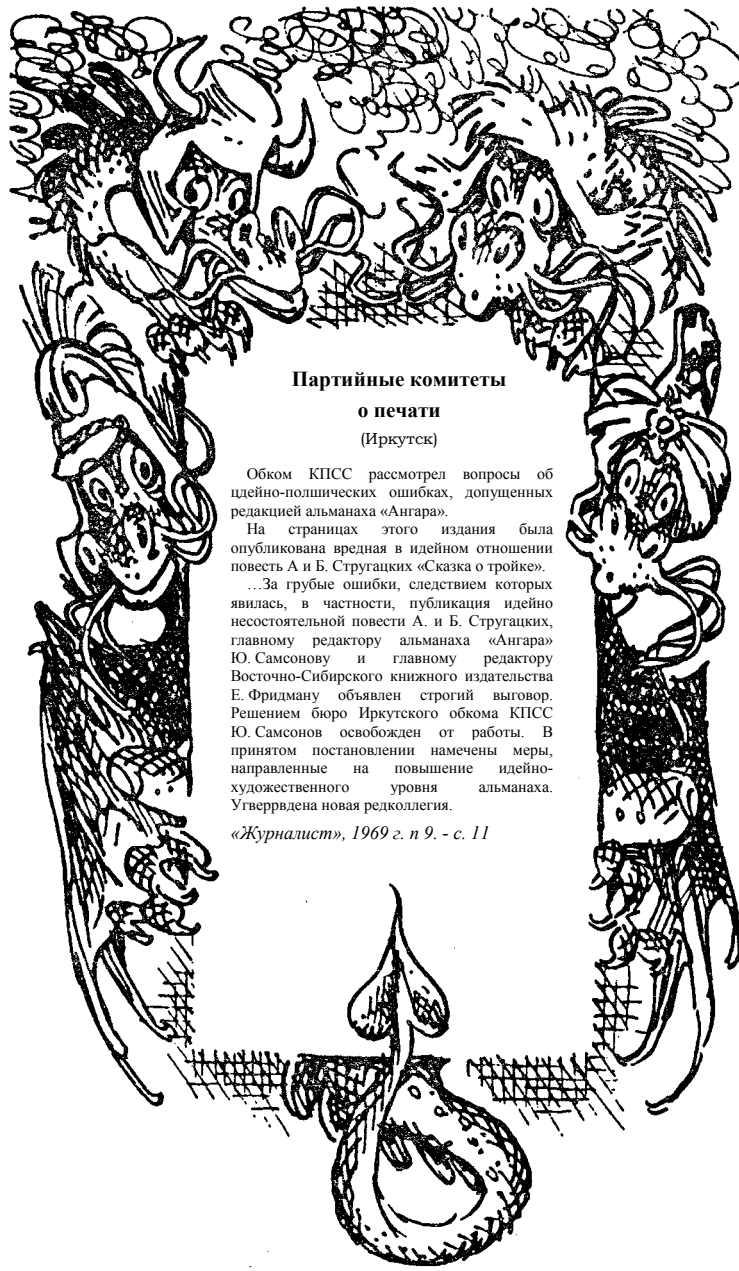 Партийные комитеты
о печати
(Иркутск)
Обком КПСС рассмотрел вопросы об
цдейно-полшических ошибках, допущенных
редакцией альманаха «Ангара».
На страницах этого издания была
опубликована вредная в идейном отношении
повесть А и Б. Стругацких «Сказка о тройке».
…За грубые ошибки, следствием которых
явилась, в частности, публикация идейно
несостоятельной повести А. и Б. Стругацких,
главному редактору альманаха «Ангара»
Ю. Самсонову и главному редактору
Восточно-Сибирского книжного издательства
Е. Фридману объявлен строгий выговор.
Решением бюро Иркутского обкома КПСС
Ю. Самсонов освобожден от работы. В
принятом постановлении намечены меры,
направленные на повышение идейно-
художественного уровня альманаха.
Угверрвдена новая редколлегия.
«Журналист», 1969 г. п 9. - с. 11